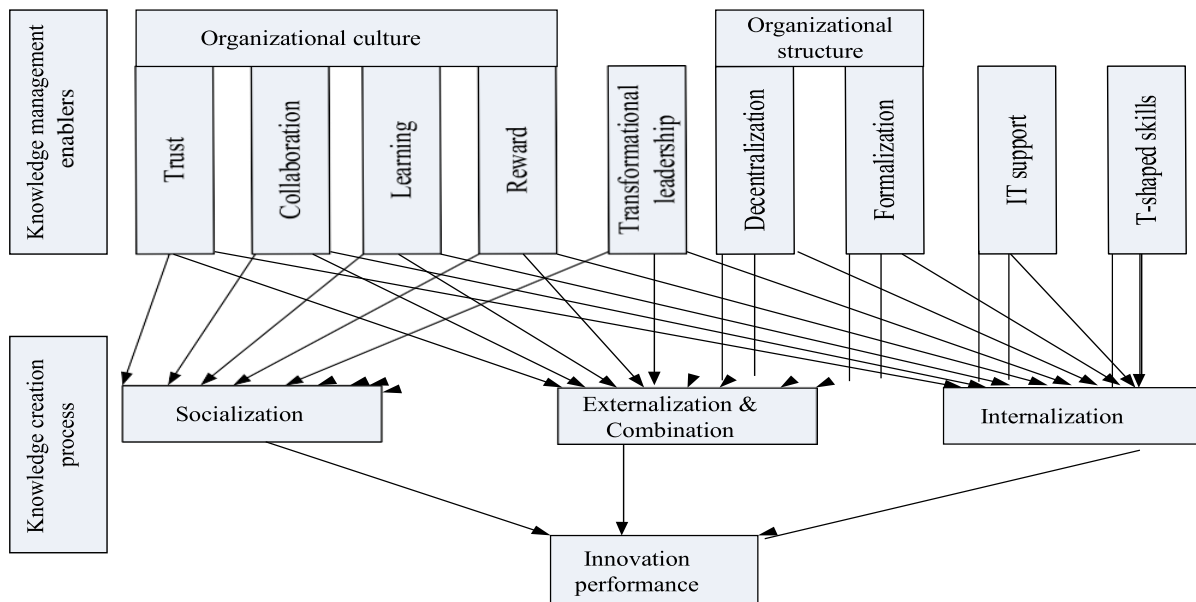 Knowledge management
enablers
Organizational culture
Organizational
structure
Trust
Collaboration
Learning
Reward
Transformational
leadership
Decentralization
Formalization
IT support
T-shaped skills
Knowledge creation
process
Socialization
Externalization &
Combination
Internalization
Innovation
performance